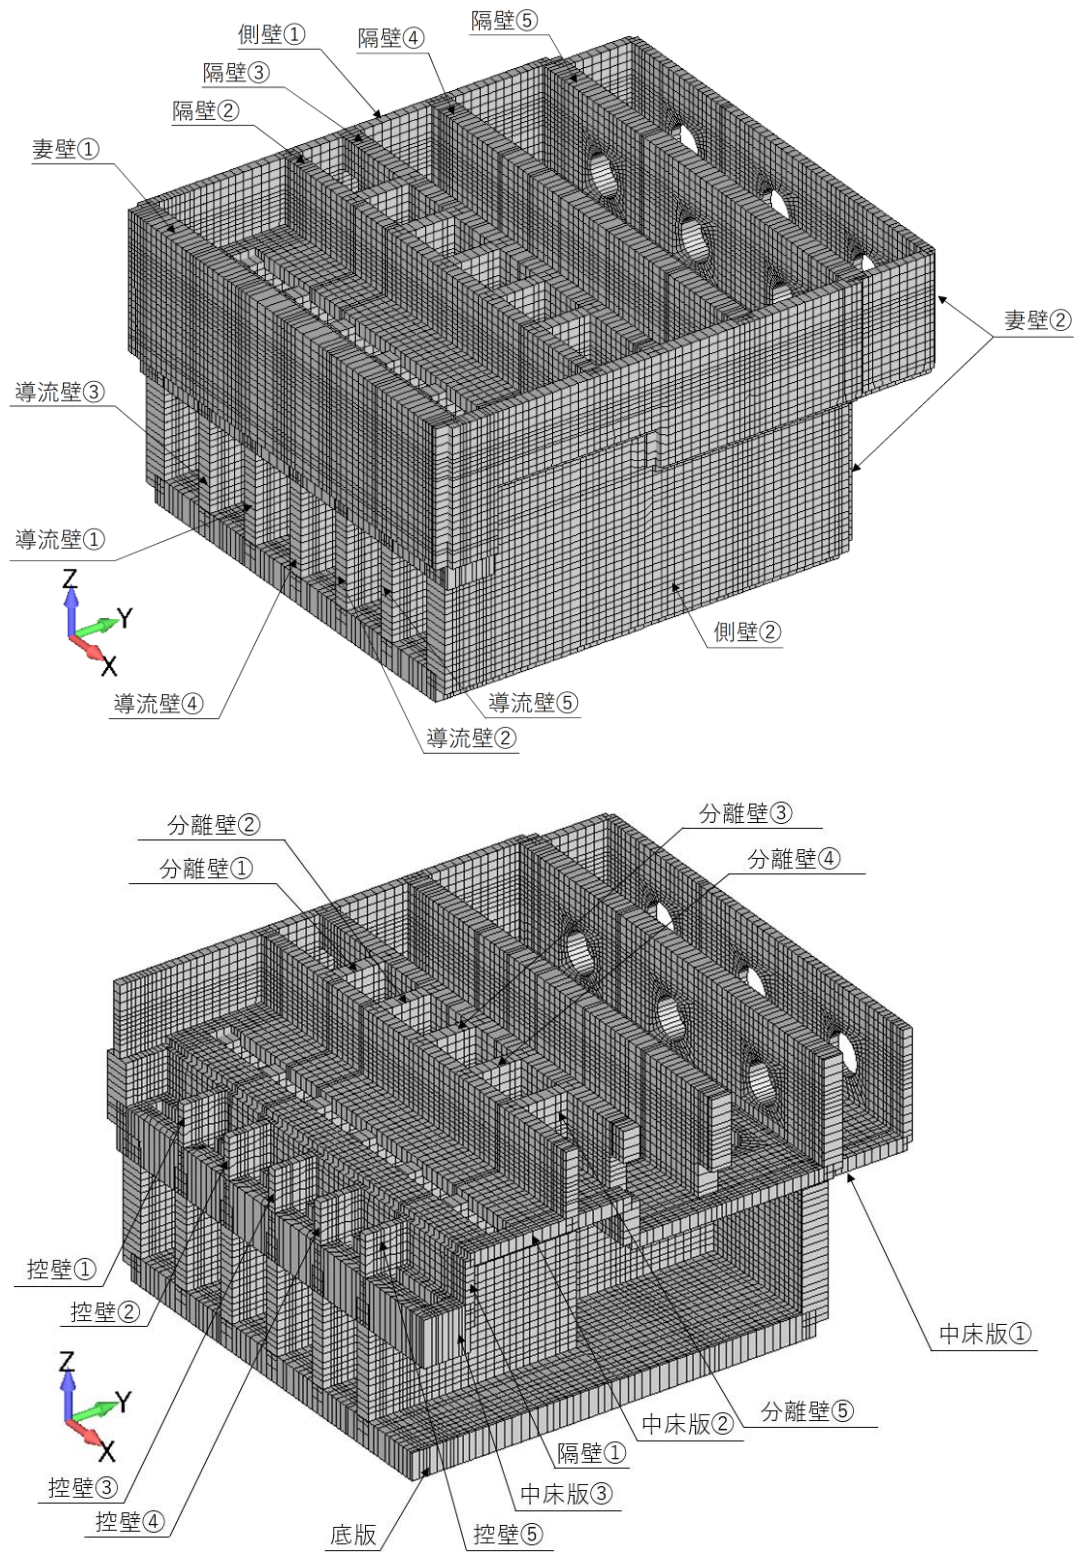 隔壁⑤
側壁①
隔壁④
隔壁③
隔壁②
妻壁①
妻壁②
導流壁③
導流壁①
Z
Y
X
側壁②
導流壁④
導流壁⑤
導流壁②
分離壁③
分離壁②
分離壁④
分離壁①
控壁①
控壁②
中床版①
Z
Y
X
分離壁⑤
中床版②
隔壁①
控壁③
中床版③
控壁④
底版
控壁⑤